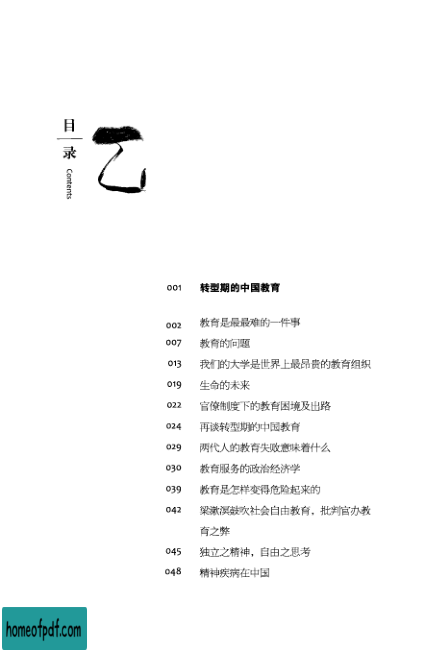 目录
Contents
乙
001 转型期的中国教育
002 教育是最最难的一件事
007 教育的问题
013 我们的大学是世界上最昂贵的教育组织
019 生命的未来
022 官僚制度下的教育困境及出路
024 再谈转型期的中国教育
029 两代人的教育失败意味着什么
030 教育服务的政治经济学
039 教育是怎样变得危险起来的
042 梁漱溟鼓吹社会自由教育，批判官办教
育之弊
045 独立之精神，自由之思考
048 精神疾病在中国
homeofpdf.com